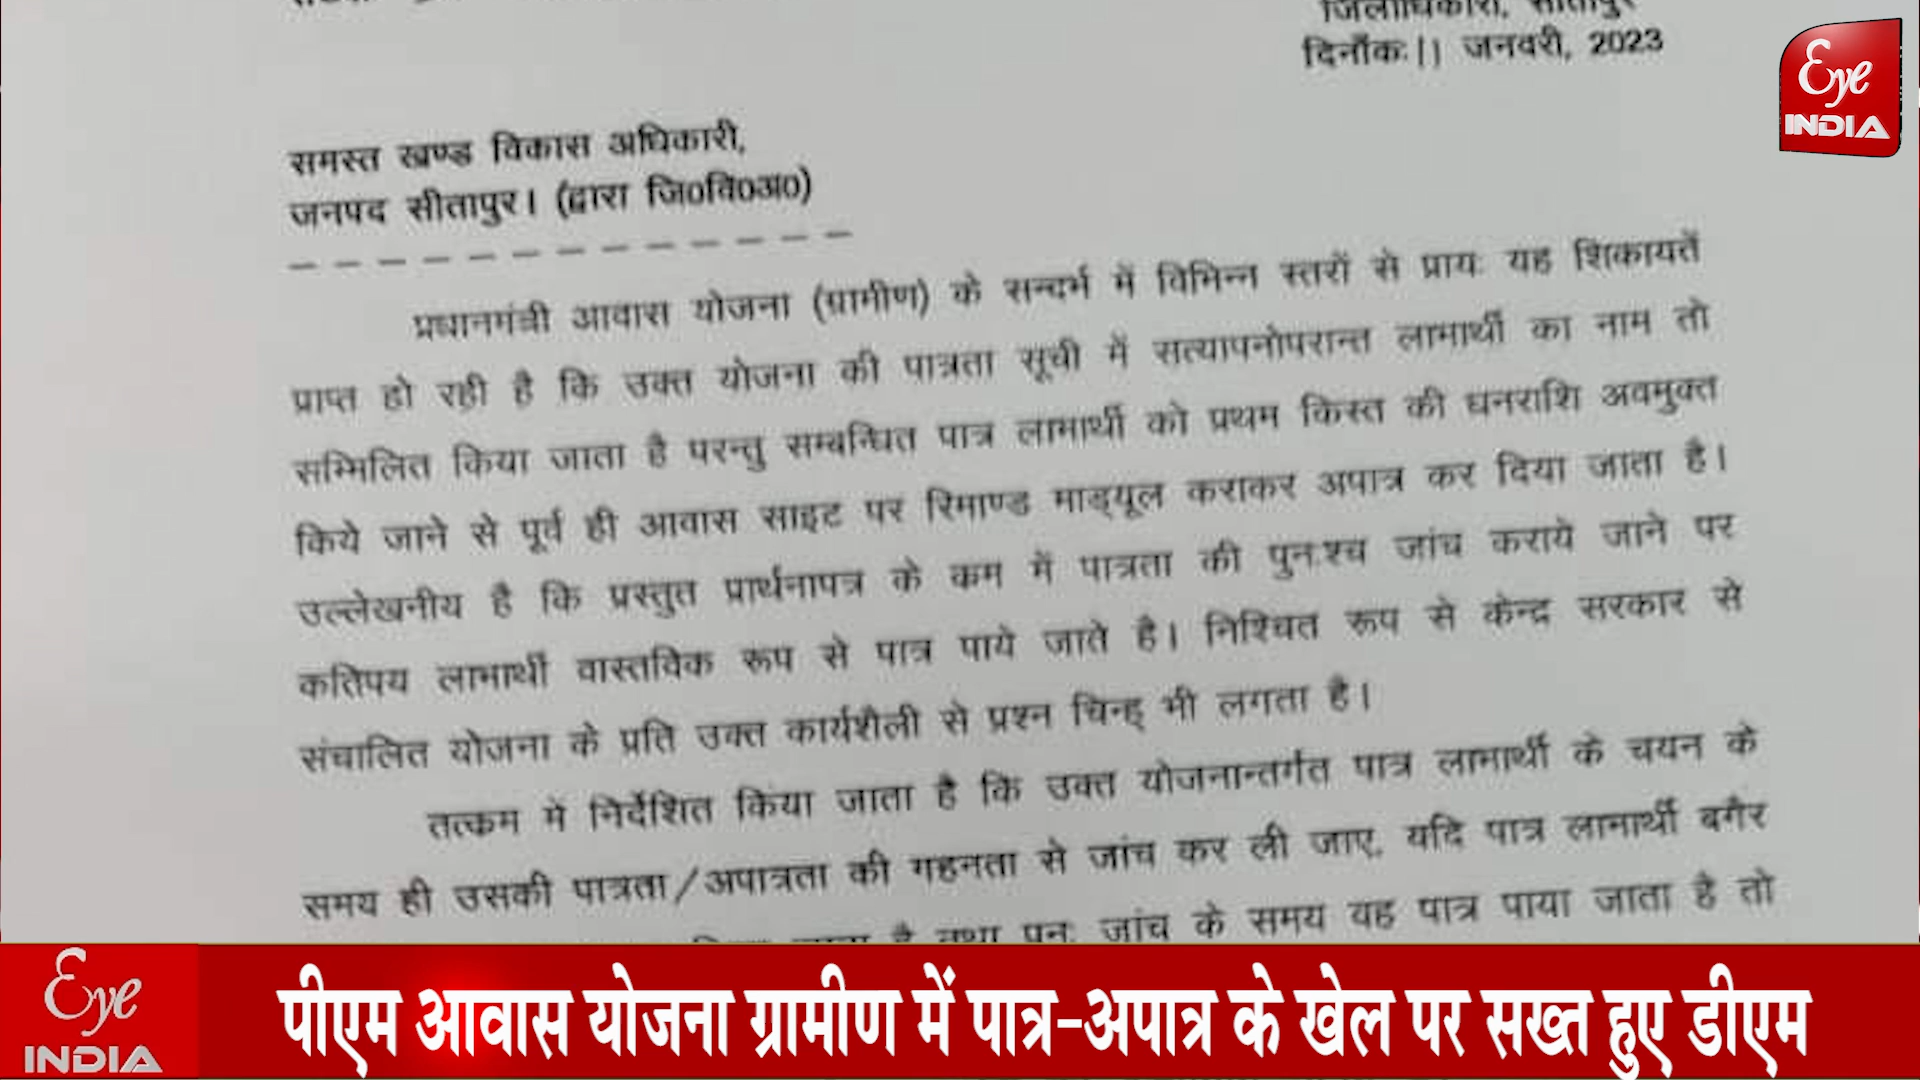 जिलाधिकारी, सीतापुर
दिनाँकः|| जनवरी, 2023
Eye
INDIA
समस्त खण्ड विकास अधिकारी,
जनपद सीतापुर। (द्वारा जि0वि0अ0)
प्रधानमंत्री आवास योजना (ग्रामीण) के सन्दर्भ में विभिन्न स्तरों से प्रायः यह शिकायतें
प्राप्त हो रही है कि उक्त योजना की पात्रता सूची में सत्यापनोपरान्त लाभार्थी का नाम तो
सम्मिलित किया जाता है परन्तु सम्बन्धित पात्र लाभार्थी को प्रथम किस्त की धनराशि अवमुक्त
किये जाने से पूर्व ही आवास साइट पर रिमाण्ड माड्यूल कराकर अपात्र कर दिया जाता है।
उल्लेखनीय है कि प्रस्तुत प्रार्थनापत्र के कम में पात्रता की पुनःश्च जांच कराये जाने पर
कतिपय लाभार्थी वास्तविक रूप से पात्र पाये जाते है। निश्चित रूप से केन्द्र सरकार से
संचालित योजना के प्रति उक्त कार्यशैली से प्रश्न चिन्ह् भी लगता है।
तत्कम में निर्देशित किया जाता है कि उक्त योजनान्तर्गत पात्र लाभार्थी के चयन के
समय ही उसकी पात्रता/अपात्रता की गहनता से जांच कर ली जाए, यदि पात्र लाभार्थी बगैर
जाता है तथा पुनः जांच के समय यह पात्र पाया जाता है तो
Eye
INDIA
पीएम आवास योजना ग्रामीण में पात्र-अपात्र के खेल पर सख्त हुए डीएम